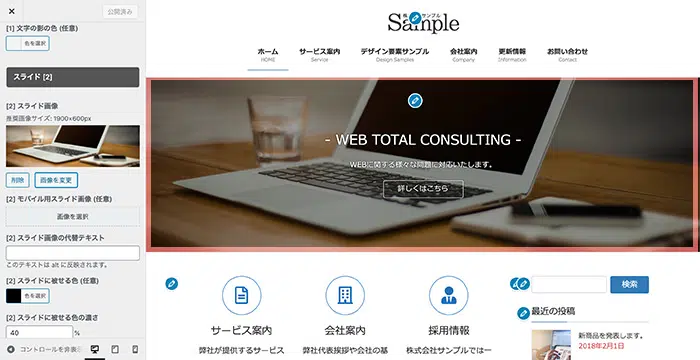 公開済み
[1] 文字の影の色 (任意)
色を選択
スライド [2]
[2] スライド画像
推奨画像サイズ: 1900×600px
削除
画像を変更
[2] モバイル用スライド画像 (任意)
画像を選択
[2] スライド画像の代替テキスト
このテキストは alt に反映されます。
[2] スライドに被せる色 (任意)
色を選択
[2] スライドに被せる色の濃さ
40
%
コントロールを非表示
サンプル
Sample
ホーム
HOME
サービス案内
Service
デザイン要素サンプル
Design Samples
会社案内
Company
更新情報
Information
お問い合わせ
Contact
- WEB TOTAL CONSULTING -
WEBに関する様々な問題に対応いたします。
詳しくはこちら
サービス案内
弊社が提供するサービス
会社案内
弊社代表挨拶や会社の基
採用情報
株式会社サンプルでは一
検索
最近の投稿
新商品を発表します。
2018年2月1日